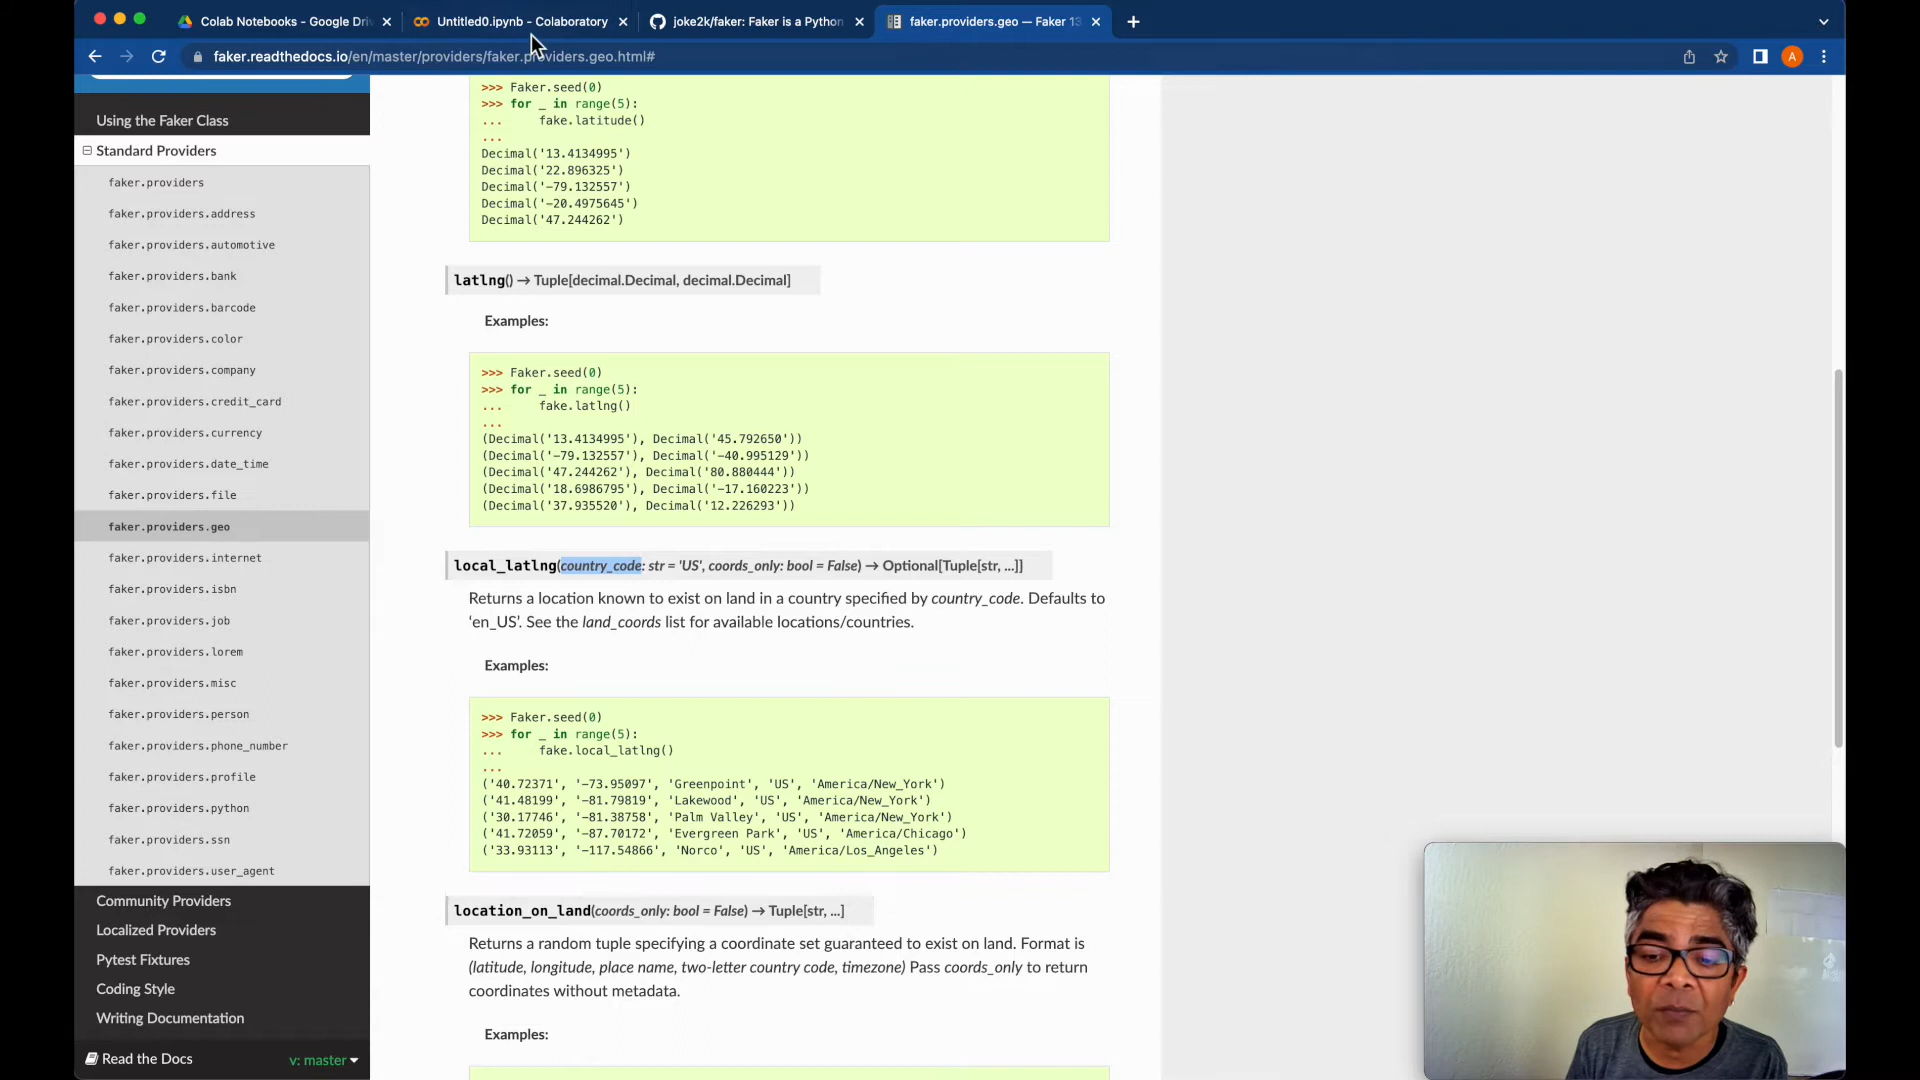 Colab Notebooks - Google Dri
Untitled0.ipynb - Colaboratory
joke2k/faker: Faker is a Python
faker.providers.geo — Faker 13
faker.readthedocs.io/en/master/providers/faker.providers.geo.html#
A
Using the Faker Class
Standard Providers
faker.providers
faker.providers.address
faker.providers.automotive
faker.providers.bank
faker.providers.barcode
faker.providers.color
faker.providers.company
faker.providers.credit_card
faker.providers.currency
faker.providers.date_time
faker.providers.file
faker.providers.geo
faker.providers.internet
faker.providers.isbn
faker.providers.job
faker.providers.lorem
faker.providers.misc
faker.providers.person
faker.providers.phone_number
faker.providers.profile
faker.providers.python
faker.providers.ssn
faker.providers.user_agent
Community Providers
Localized Providers
Pytest Fixtures
Coding Style
Writing Documentation
Read the Docs
v: master
>>> Faker.seed(0)
>>> for _ in range(5):
... fake.latitude()
...
Decimal('13.4134995')
Decimal('22.896325')
Decimal('-79.132557')
Decimal('-20.4975645')
Decimal('47.244262')
latlng() → Tuple[decimal.Decimal, decimal.Decimal]
Examples:
>>> Faker.seed(0)
>>> for _ in range(5):
... fake.latlng()
...
(Decimal('13.4134995'), Decimal('45.792650'))
(Decimal('-79.132557'), Decimal('-40.995129'))
(Decimal('47.244262'), Decimal('80.880444'))
(Decimal('18.6986795'), Decimal('-17.160223'))
(Decimal('37.935520'), Decimal('12.226293'))
local_latlng(country_code: str = 'US', coords_only: bool = False) → Optional[Tuple[str, ...]]
Returns a location known to exist on land in a country specified by country_code. Defaults to
‘en_US’. See the land_coords list for available locations/countries.
Examples:
>>> Faker.seed(0)
>>> for _ in range(5):
... fake.local_latlng()
...
('40.72371', '-73.95097', 'Greenpoint', 'US', 'America/New_York')
('41.48199', '-81.79819', 'Lakewood', 'US', 'America/New_York')
('30.17746', '-81.38758', 'Palm Valley', 'US', 'America/New_York')
('41.72059', '-87.70172', 'Evergreen Park', 'US', 'America/Chicago')
('33.93113', '-117.54866', 'Norco', 'US', 'America/Los_Angeles')
location_on_land(coords_only: bool = False) → Tuple[str, ...]
Returns a random tuple specifying a coordinate set guaranteed to exist on land. Format is
(latitude, longitude, place name, two-letter country code, timezone) Pass coords_only to return
coordinates without metadata.
Examples: